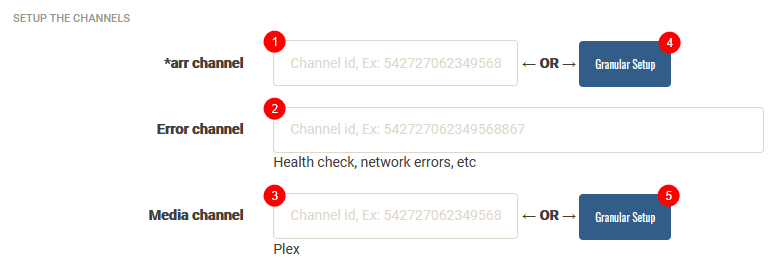 SETUP THE CHANNELS
1 4
*arr channel Channel id, Ex: 542727062349568 ← OR → Granular Setup
2
Error channel Channel id, Ex: 542727062349568867
Health check, network errors, etc
3 5
Media channel Channel id, Ex: 542727062349568 ← OR → Granular Setup
Plex